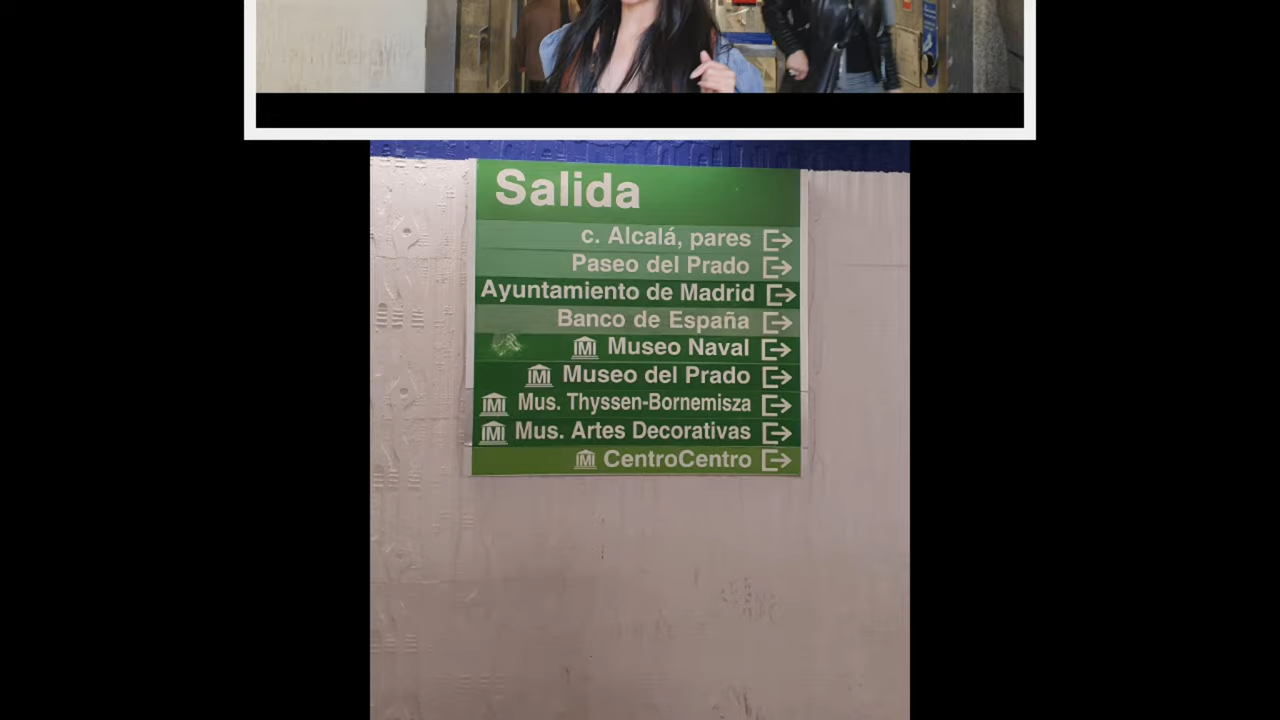 Salida
c. Alcalá, pares
Paseo del Prado
Ayuntamiento de Madrid
Banco de España
Museo Naval
Museo del Prado
Mus. Thyssen-Bornemisza
Mus. Artes Decorativas
CentroCentro